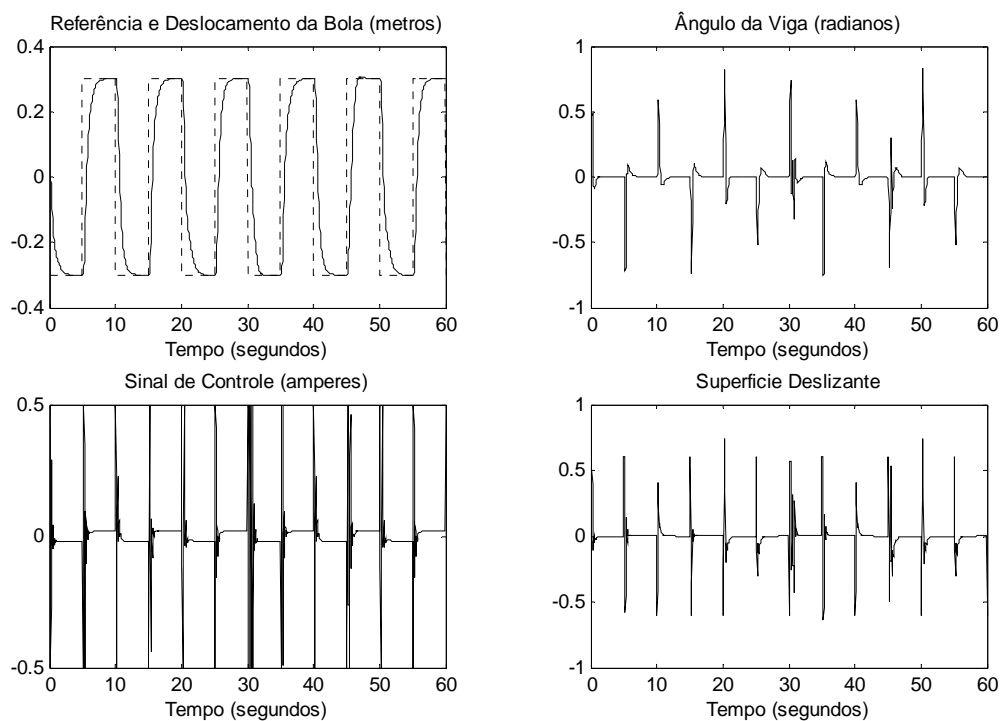 Referência e Deslocamento da Bola (metros)
0.4
0.2
0
-0.2
-0.4
0 10 20 30 40 50 60
Tempo (segundos)
Ângulo da Viga (radianos)
1
0.5
0
-0.5
-1
0 10 20 30 40 50 60
Tempo (segundos)
Sinal de Controle (amperes)
0.5
0
-0.5
0 10 20 30 40 50 60
Tempo (segundos)
Superficie Deslizante
1
0.5
0
-0.5
-1
0 10 20 30 40 50 60
Tempo (segundos)